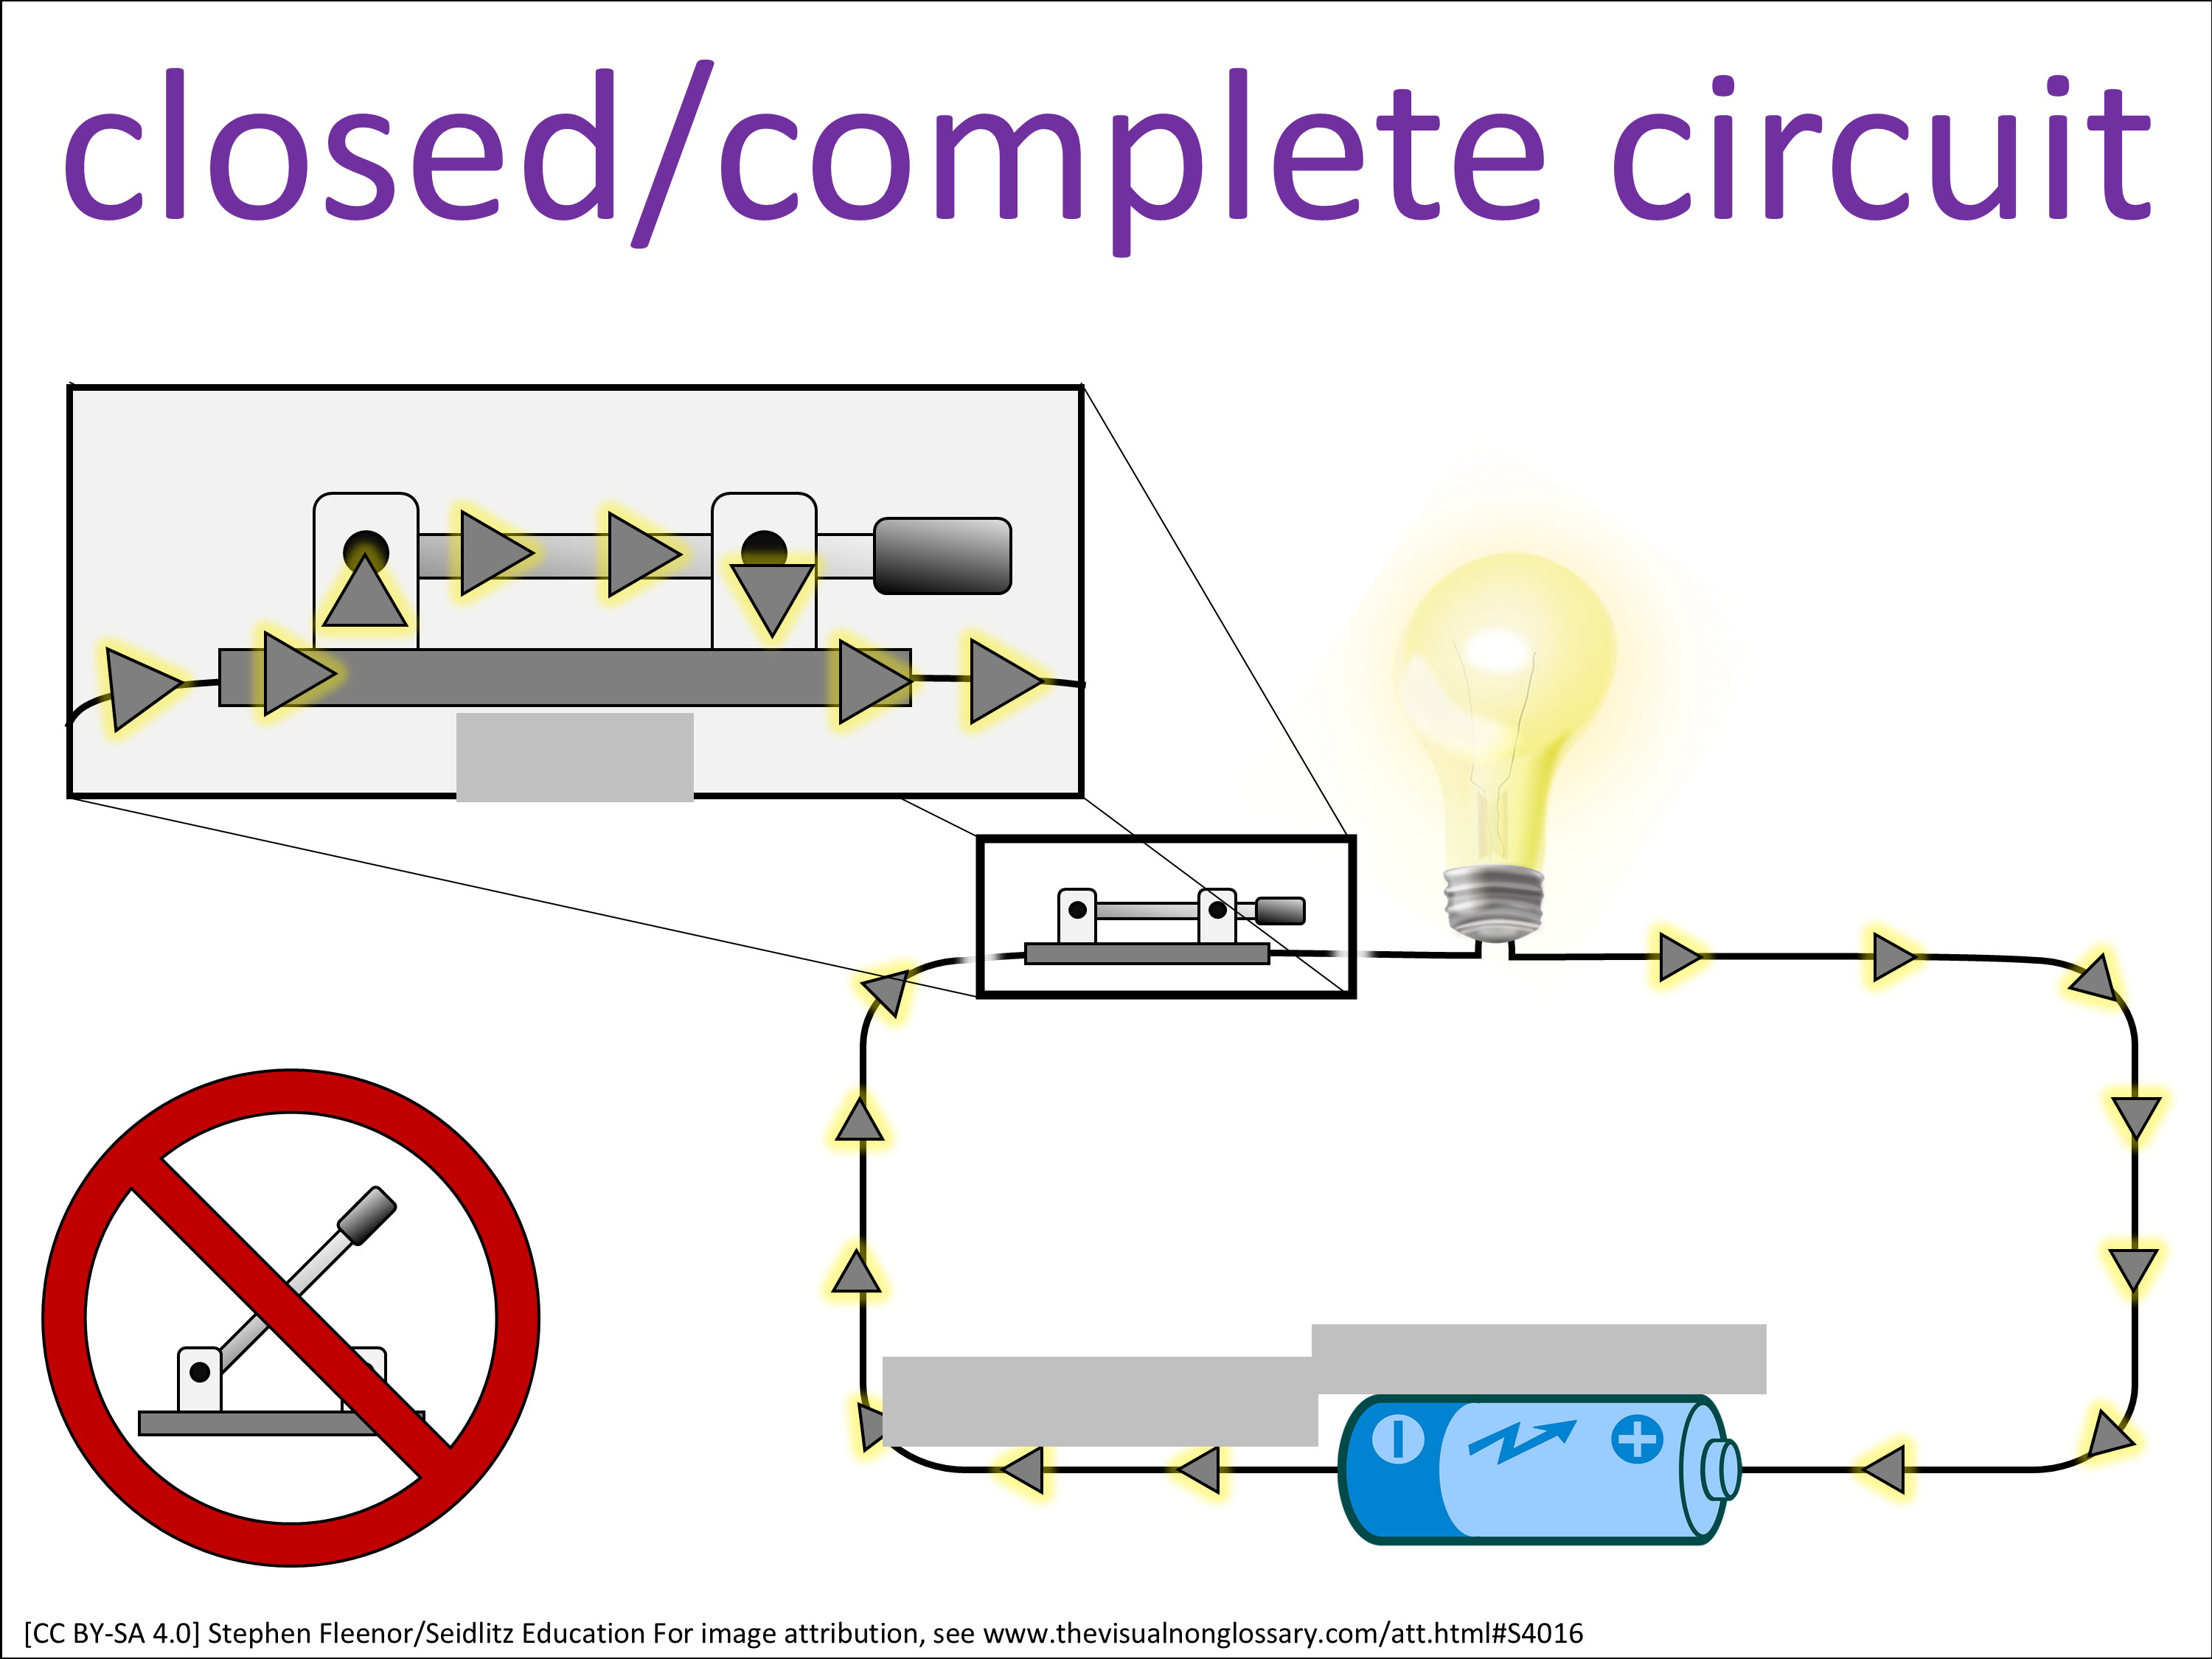 closed/complete circuit
[CC BY-SA 4.0] Stephen Fleenor/Seidlitz Education For image attribution, see www.thevisualnonglossary.com/att.html#S4016